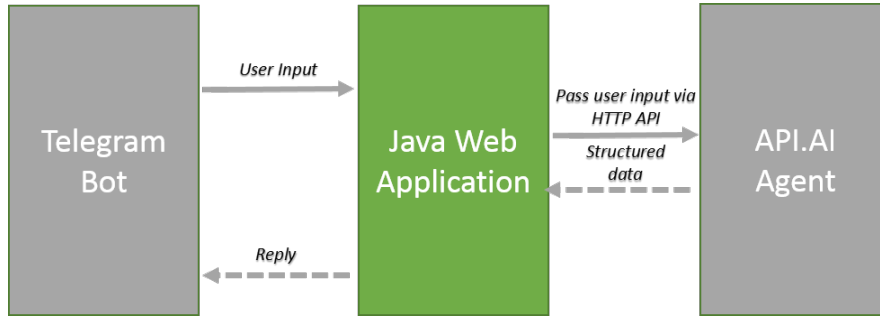 Telegram
Bot
User Input
Reply
Java Web
Application
Pass user input via
HTTP API
Structured
data
API.AI
Agent